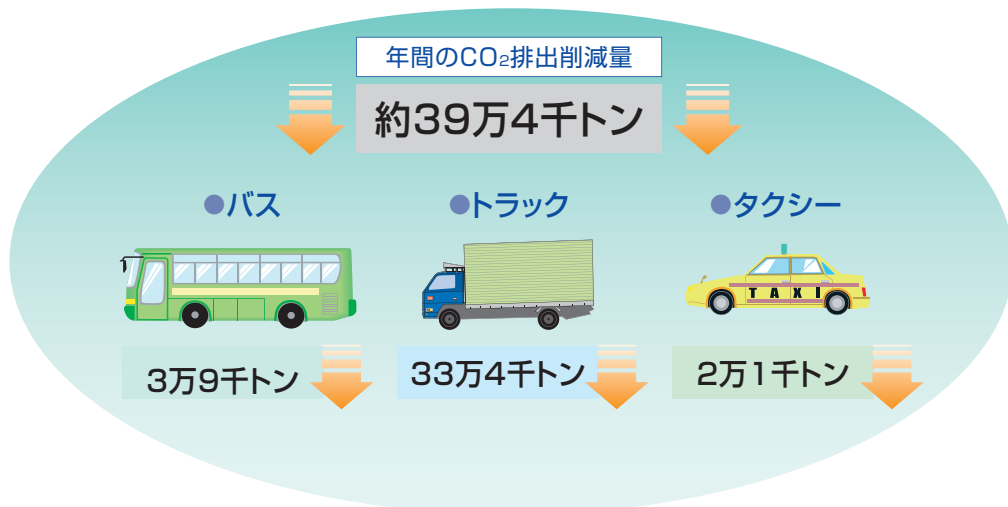 年間のCO₂排出削減量
約39万4千トン
●バス
●トラック
●タクシー
TAXI
3万9千トン
33万4千トン
2万1千トン